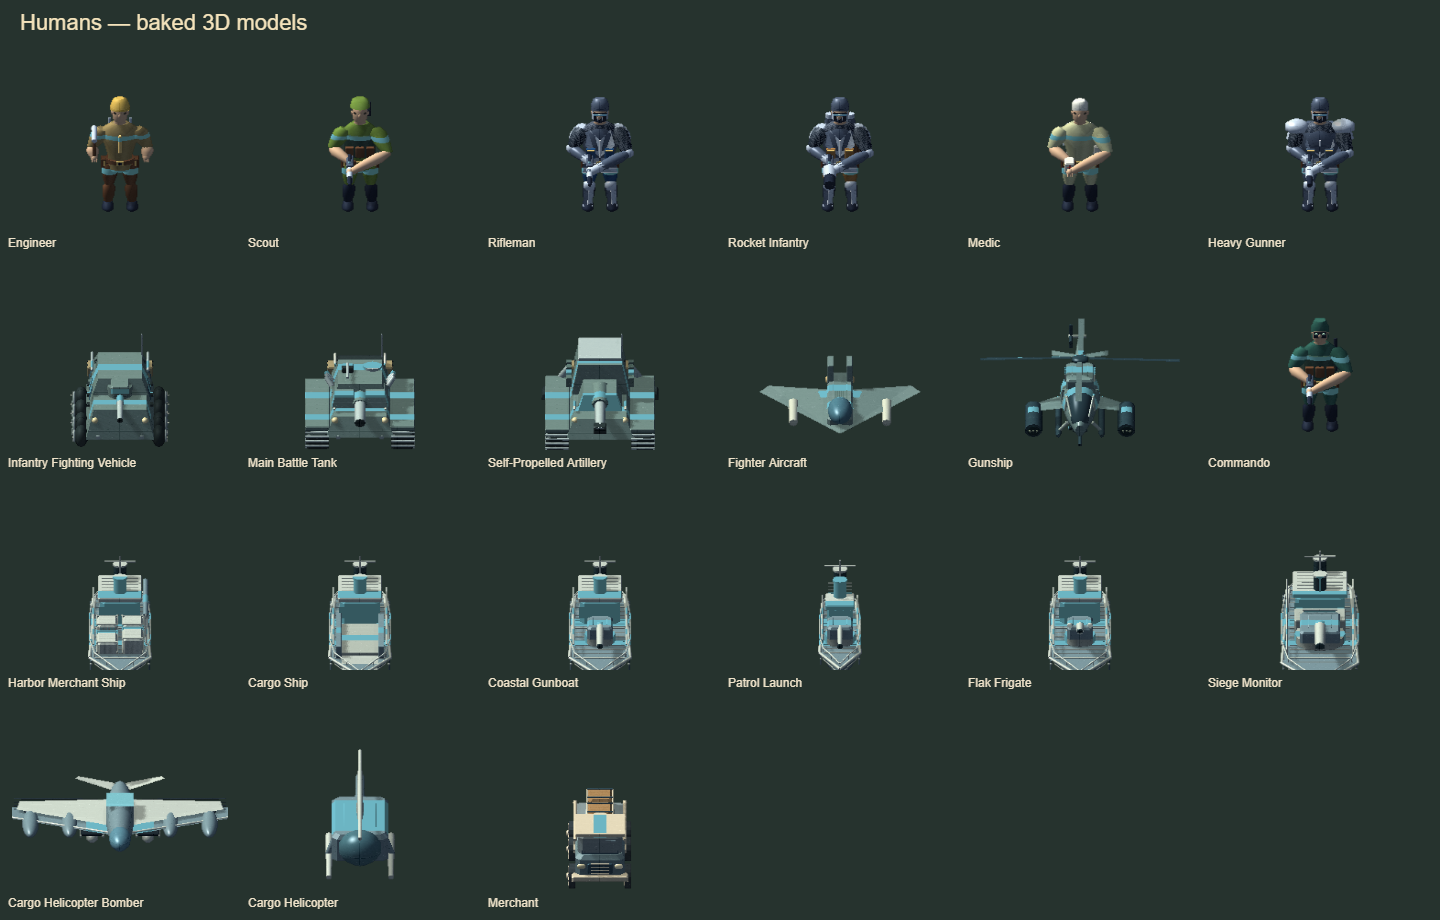 Humans — baked 3D models
Engineer
Scout
Rifleman
Rocket Infantry
Medic
Heavy Gunner
Infantry Fighting Vehicle
Main Battle Tank
Self-Propelled Artillery
Fighter Aircraft
Gunship
Commando
Harbor Merchant Ship
Cargo Ship
Coastal Gunboat
Patrol Launch
Flak Frigate
Siege Monitor
Cargo Helicopter Bomber
Cargo Helicopter
Merchant